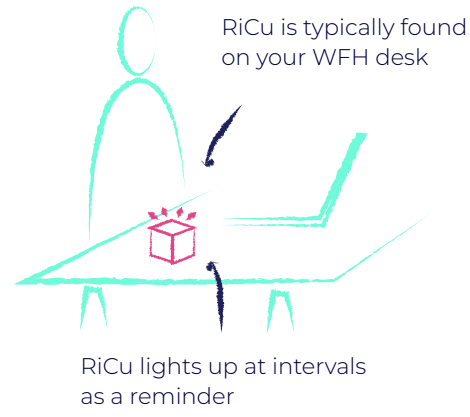 RiCu is typically found
on your WFH desk
RiCu lights up at intervals
as a reminder